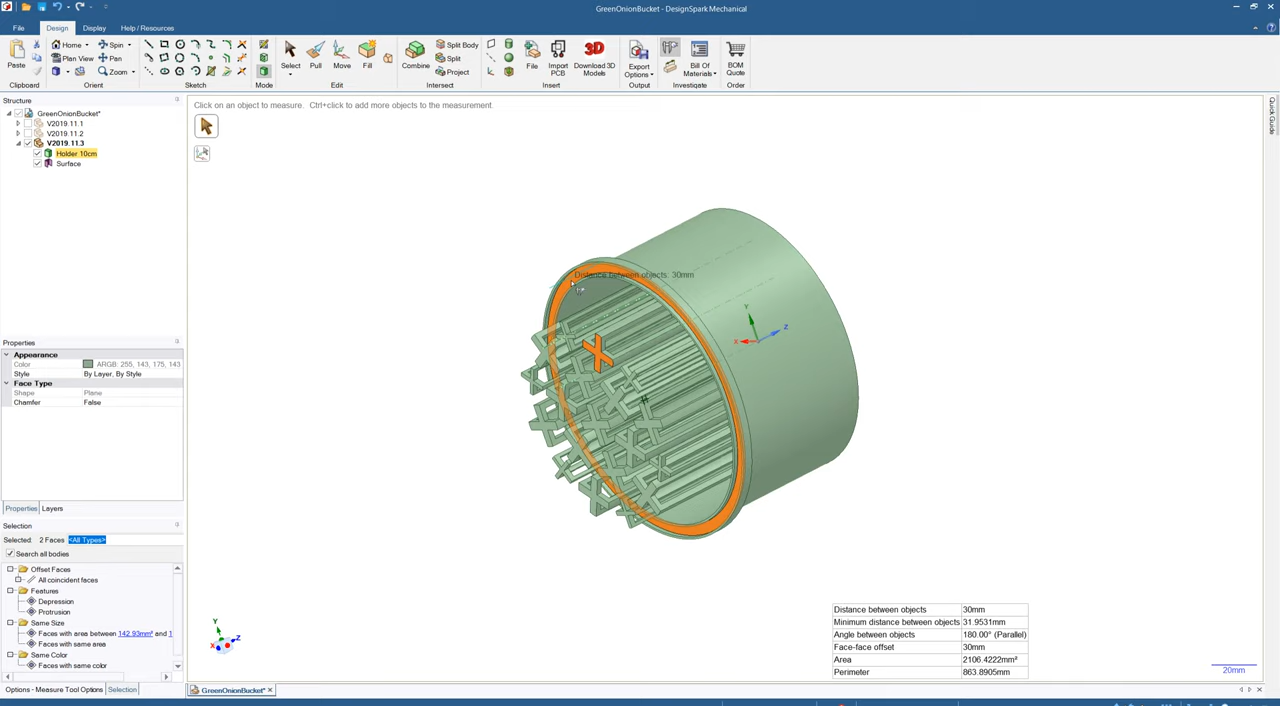 GreenOnionBucket - DesignSpark Mechanical
File Design Display Help / Resources
Paste
Home Spin
Plan View Pan
Zoom
Select Pull Move Fill
Combine Split Body
Split
Project
File Import PCB Download 3D Models
3D
Export Options
Bill Of Materials
BOM Quote
Clipboard Orient Sketch Mode Edit Intersect Insert Output Investigate Order
Structure
GreenOnionBucket*
V2019.11.1
V2019.11.2
V2019.11.3
Holder 10cm
Surface
Click on an object to measure. Ctrl+click to add more objects to the measurement.
Quick Guide
Distance between objects: 30mm
Y
X
Z
Properties
Appearance
Color ARGB: 255, 143, 175, 143
Style By Layer, By Style
Face Type
Shape Plane
Chamfer False
Properties Layers
Selection
Selected: 2 Faces <All Types>
Search all bodies
Offset Faces
All coincident faces
Features
Depression
Protrusion
Same Size
Faces with area between 142.93mm² and 1
Faces with same area
Same Color
Faces with same color
Options - Measure Tool Options Selection
Y
X
Z
Distance between objects 30mm
Minimum distance between objects 31.9531mm
Angle between objects 180.00° (Parallel)
Face-face offset 30mm
Area 2106.4222mm²
Perimeter 863.8905mm
20mm
GreenOnionBucket*